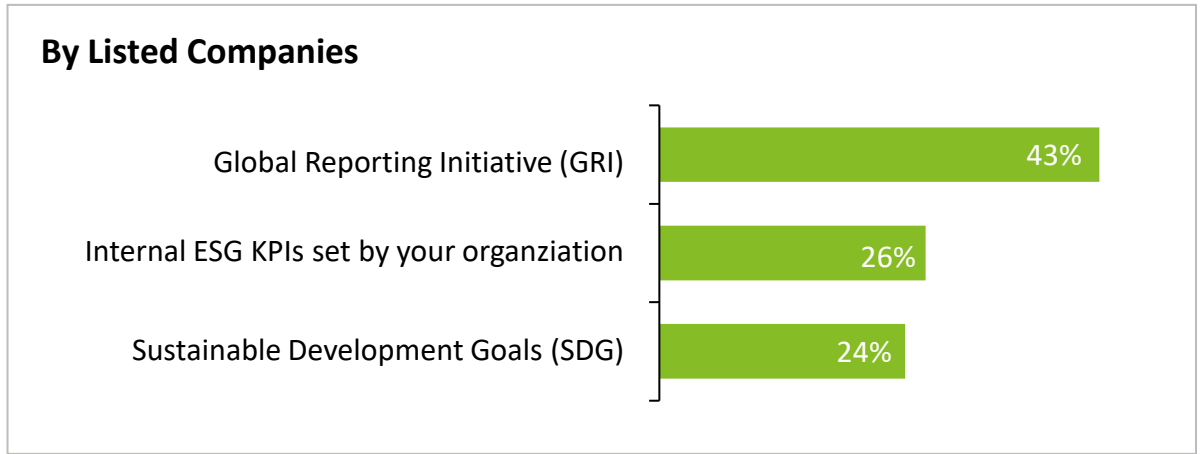 By Listed Companies
Global Reporting Initiative (GRI)
43%
Internal ESG KPIs set by your organziation
26%
Sustainable Development Goals (SDG)
24%